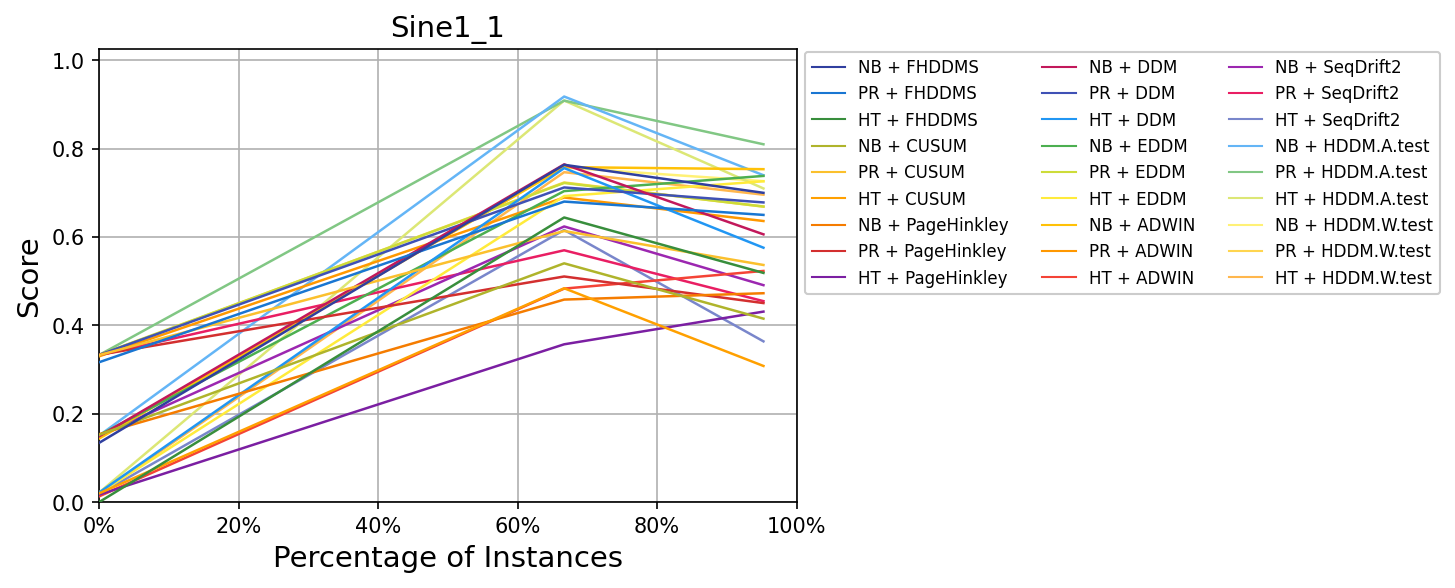 Sine1_1
1.0
0.8
0.6
0.4
0.2
0.0
Score
0%
20%
40%
60%
80%
100%
Percentage of Instances
NB + FHDDMS
PR + FHDDMS
HT + FHDDMS
NB + CUSUM
PR + CUSUM
HT + CUSUM
NB + PageHinkley
PR + PageHinkley
HT + PageHinkley
NB + DDM
PR + DDM
HT + DDM
NB + EDDM
PR + EDDM
HT + EDDM
NB + ADWIN
PR + ADWIN
HT + ADWIN
NB + SeqDrift2
PR + SeqDrift2
HT + SeqDrift2
NB + HDDM.A.test
PR + HDDM.A.test
HT + HDDM.A.test
NB + HDDM.W.test
PR + HDDM.W.test
HT + HDDM.W.test